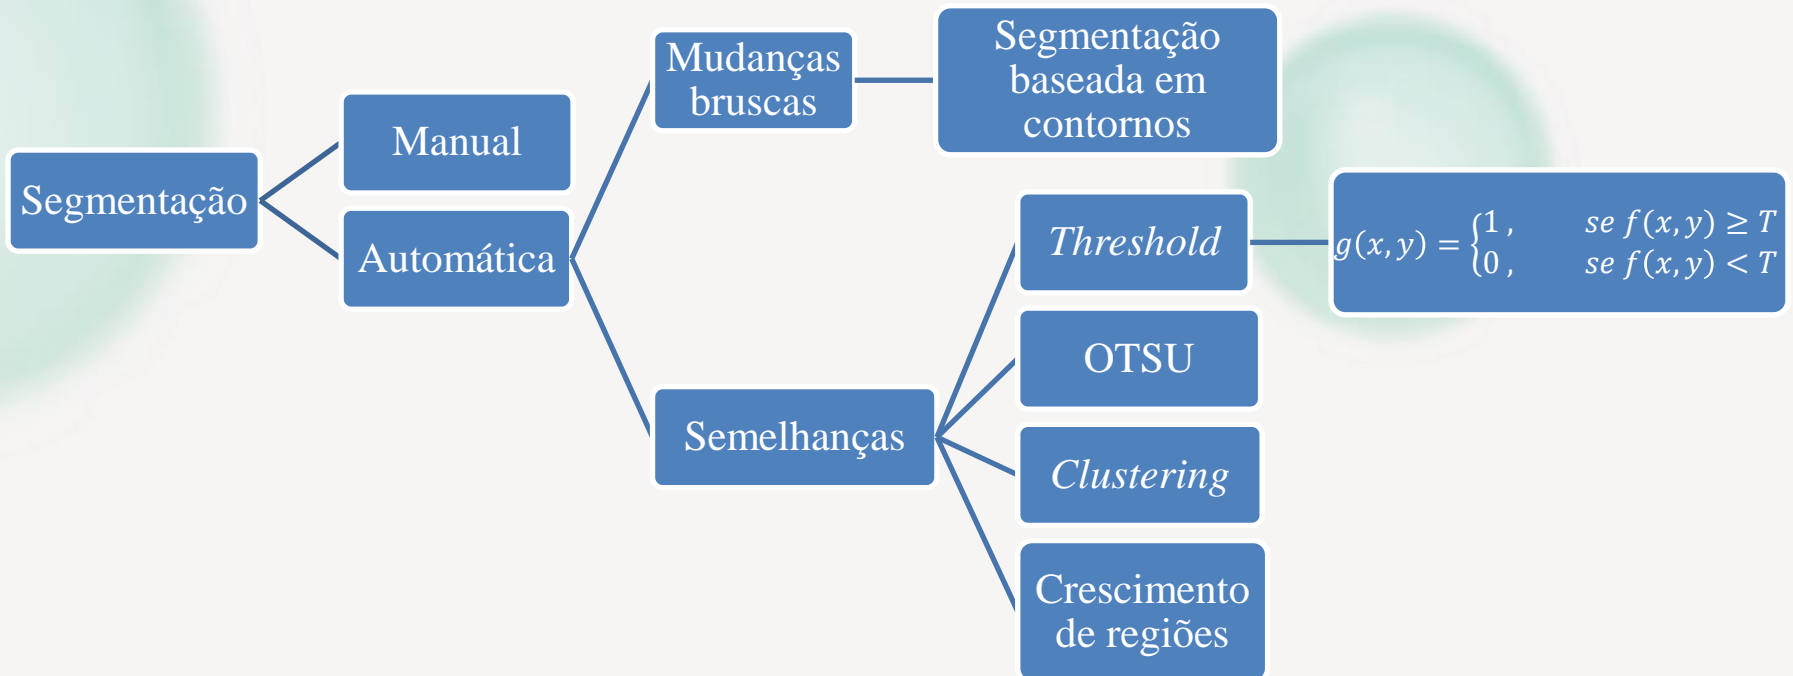 Segmentação
Manual
Automática
Mudanças
bruscas
Segmentação
baseada em
contornos
Semelhanças
Threshold
g(x, y) = {1 , se f(x, y) ≥ T
{0 , se f(x, y) < T
OTSU
Clustering
Crescimento
de regiões